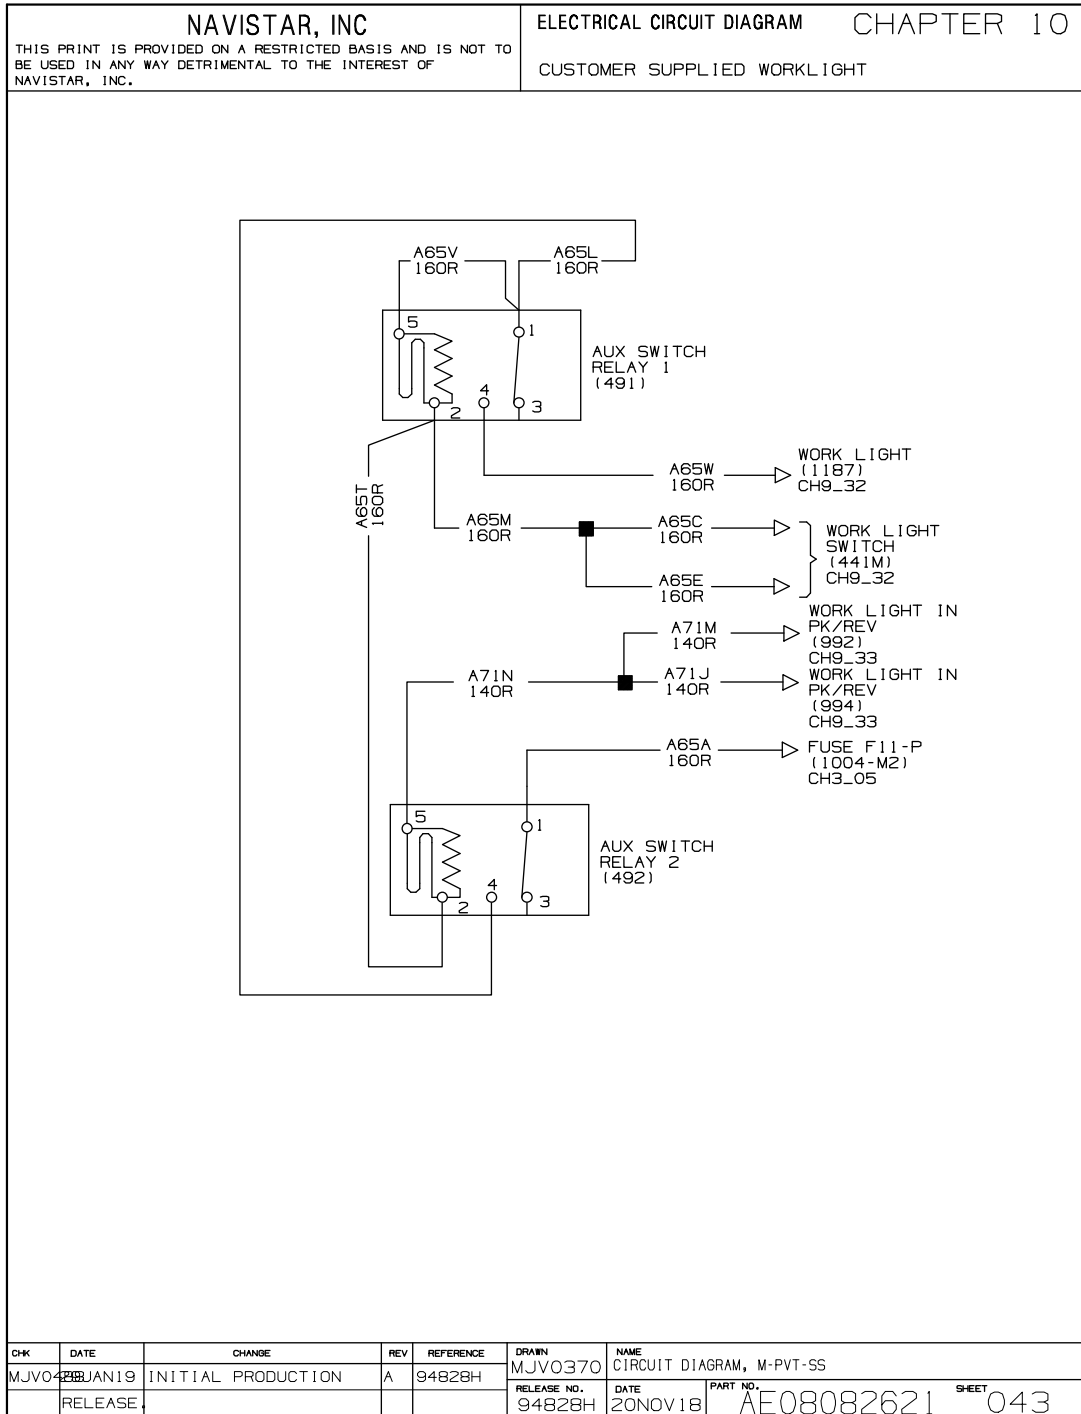 NAVISTAR, INC
THIS PRINT IS PROVIDED ON A RESTRICTED BASIS AND IS NOT TO
BE USED IN ANY WAY DETRIMENTAL TO THE INTEREST OF
NAVISTAR, INC.
ELECTRICAL CIRCUIT DIAGRAM
CHAPTER 10
CUSTOMER SUPPLIED WORKLIGHT
A65V
160R
A65L
160R
5
1
4
2
3
AUX SWITCH
RELAY 1
(491)
A65T
160R
A65W
160R
WORK LIGHT
(1187)
CH9_32
A65M
160R
A65C
160R
A65E
160R
WORK LIGHT
SWITCH
(441M)
CH9_32
A71M
140R
WORK LIGHT IN
PK/REV
(992)
CH9_33
A71N
140R
A71J
140R
WORK LIGHT IN
PK/REV
(994)
CH9_33
A65A
160R
FUSE F11-P
(1004-M2)
CH3_05
5
1
4
2
3
AUX SWITCH
RELAY 2
(492)
CHK
DATE
CHANGE
REV
REFERENCE
28JAN19
INITIAL PRODUCTION
A
94828H
RELEASE
DRAWN
MJV0370
NAME
CIRCUIT DIAGRAM, M-PVT-SS
RELEASE NO.
94828H
DATE
20NOV18
PART NO.
AE08082621
SHEET
043